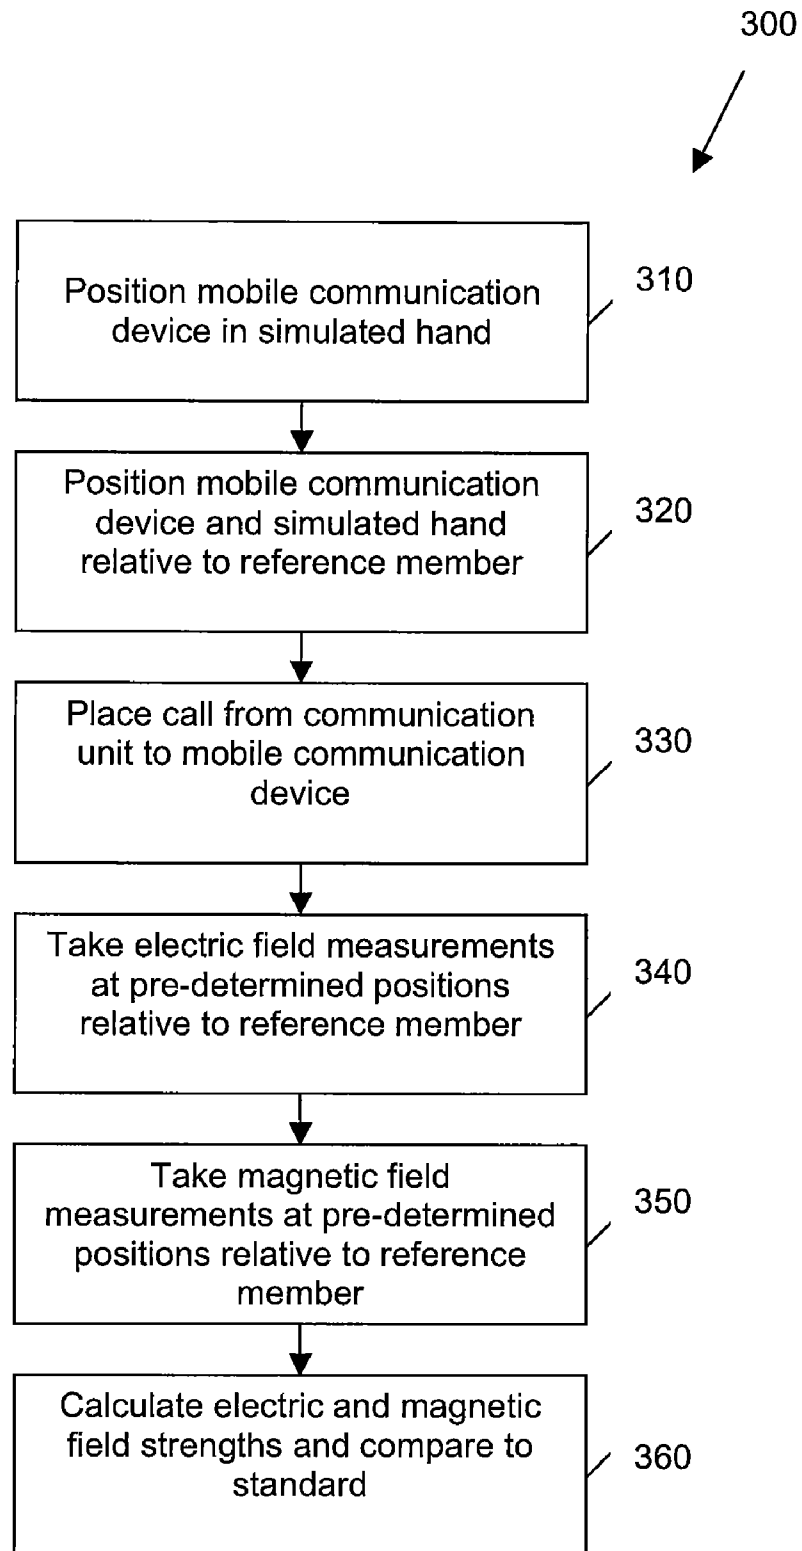 300
Position mobile communication
device in simulated hand
310
Position mobile communication
device and simulated hand
relative to reference member
320
Place call from communication
unit to mobile communication
device
330
Take electric field measurements
at pre-determined positions
relative to reference member
340
Take magnetic field
measurements at pre-determined
positions relative to reference
member
350
Calculate electric and magnetic
field strengths and compare to
standard
360